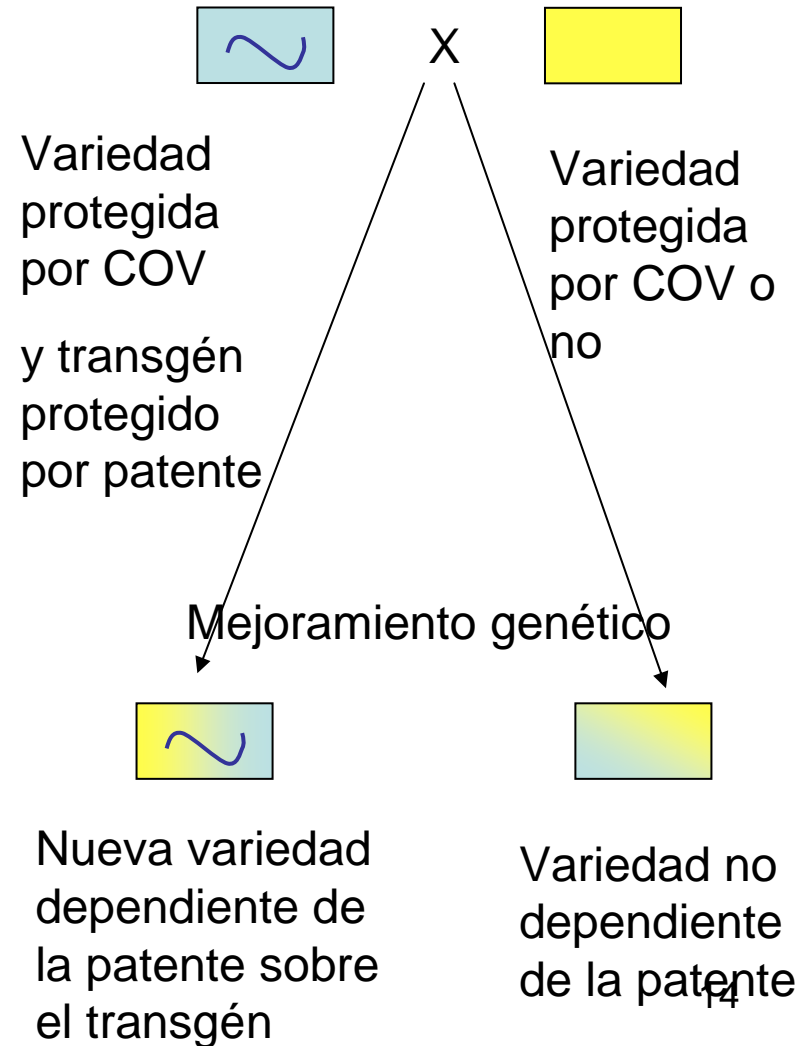 X
Variedad
protegida
por COV
y transgén
protegido
por patente
Variedad
protegida
por COV o
no
Mejoramiento genético
Nueva variedad
dependiente de
la patente sobre
el transgén
Variedad no
dependiente
de la patente
14